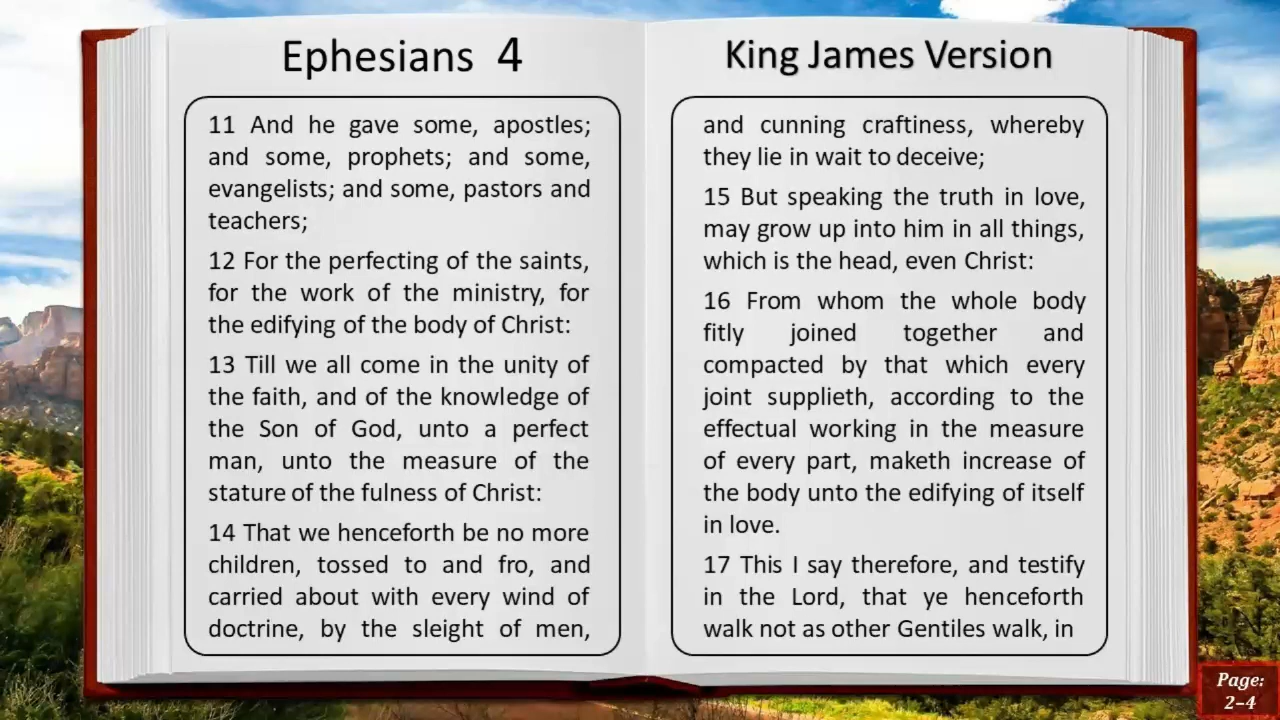 Ephesians 4
11 And he gave some, apostles;
and some, prophets; and some,
evangelists; and some, pastors and
teachers;
12 For the perfecting of the saints,
for the work of the ministry, for
the edifying of the body of Christ:
13 Till we all come in the unity of
the faith, and of the knowledge of
the Son of God, unto a perfect
man, unto the measure of the
stature of the fulness of Christ:
14 That we henceforth be no more
children, tossed to and fro, and
carried about with every wind of
doctrine, by the sleight of men,
King James Version
and cunning craftiness, whereby
they lie in wait to deceive;
15 But speaking the truth in love,
may grow up into him in all things,
which is the head, even Christ:
16 From whom the whole body
fitly joined together and
compacted by that which every
joint supplieth, according to the
effectual working in the measure
of every part, maketh increase of
the body unto the edifying of itself
in love.
17 This I say therefore, and testify
in the Lord, that ye henceforth
walk not as other Gentiles walk, in
Page:
2–4